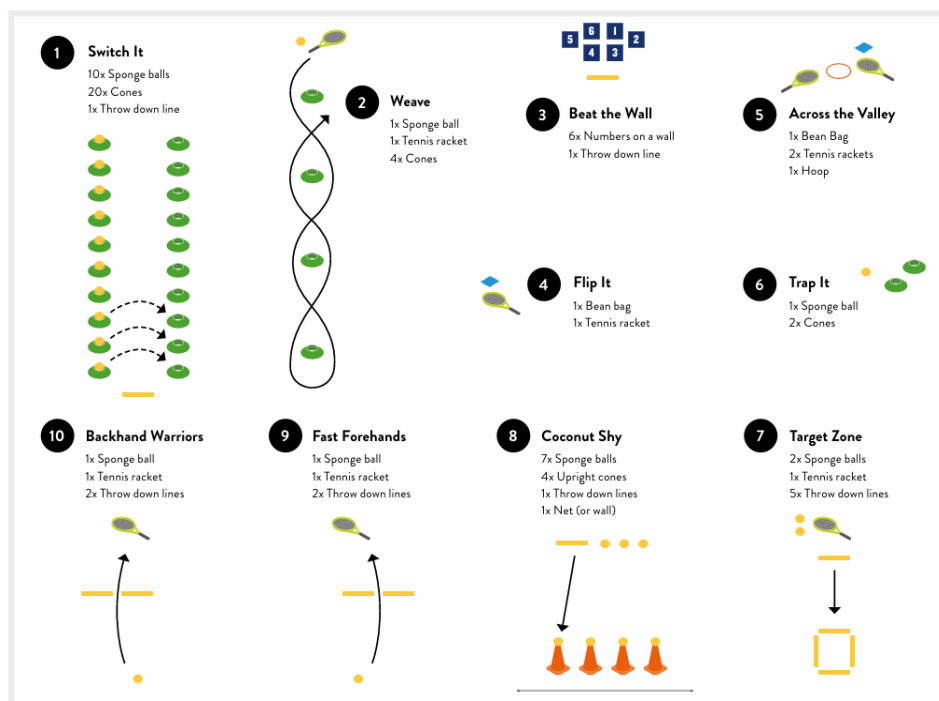 1
Switch It
10x Sponge balls
20x Cones
1x Throw down line
2
Weave
1x Sponge ball
1x Tennis racket
4x Cones
5
6
1
2
4
3
3
Beat the Wall
6x Numbers on a wall
1x Throw down line
5
Across the Valley
1x Bean Bag
2x Tennis rackets
1x Hoop
4
Flip It
1x Bean bag
1x Tennis racket
6
Trap It
1x Sponge ball
2x Cones
10
Backhand Warriors
1x Sponge ball
1x Tennis racket
2x Throw down lines
9
Fast Forehands
1x Sponge ball
1x Tennis racket
2x Throw down lines
8
Coconut Shy
7x Sponge balls
4x Upright cones
1x Throw down lines
1x Net (or wall)
7
Target Zone
2x Sponge balls
1x Tennis racket
5x Throw down lines